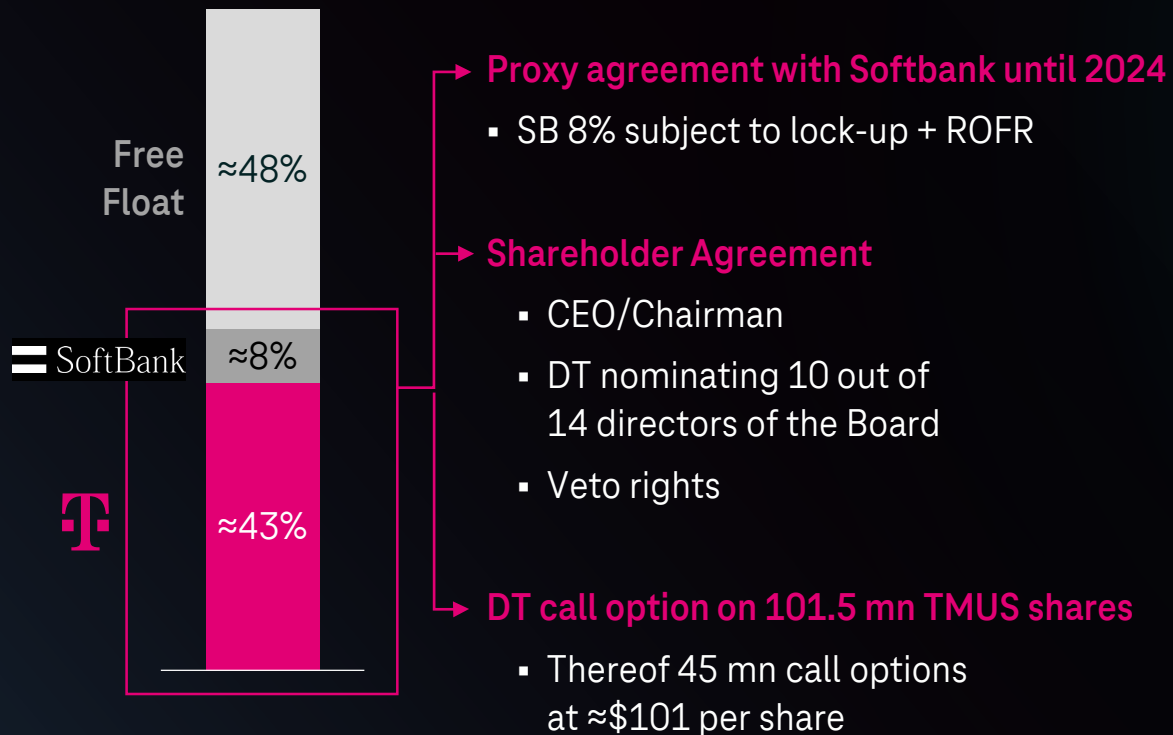 Free
Float
≈48%
SoftBank
≈8%
T
≈43%
Proxy agreement with Softbank until 2024
▪ SB 8% subject to lock-up + ROFR
Shareholder Agreement
▪ CEO/Chairman
▪ DT nominating 10 out of
14 directors of the Board
▪ Veto rights
DT call option on 101.5 mn TMUS shares
▪ Thereof 45 mn call options
at ≈$101 per share